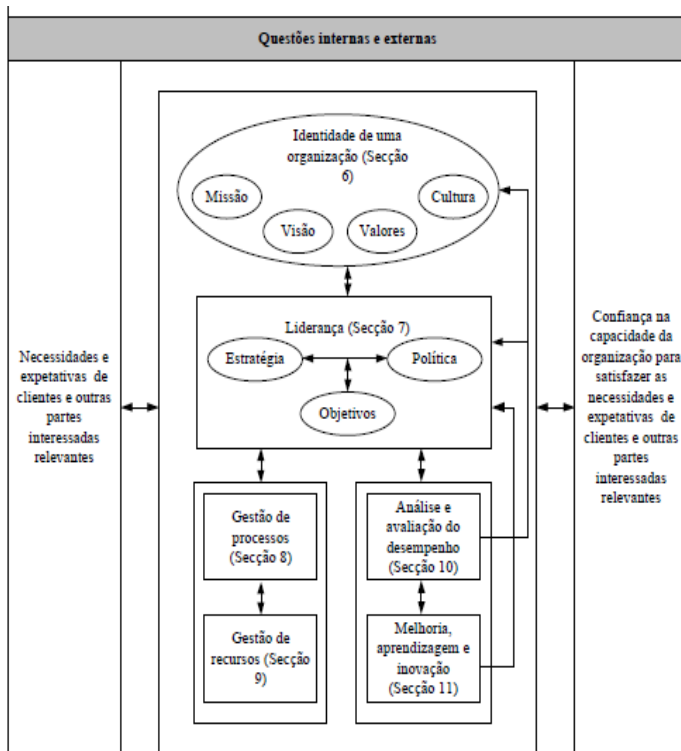 Questões internas e externas
Identidade de uma
organização (Secção
6)
Missão
Cultura
Visão
Valores
Liderança (Secção 7)
Estratégia
Política
Objetivos
Necessidades e
expetativas de
clientes e outras
partes
interessadas
relevantes
Confiança na
capacidade da
organização para
satisfazer as
necessidades e
expetativas de
clientes e outras
partes
interessadas
relevantes
Gestão de
processos
(Secção 8)
Gestão de
recursos (Secção
9)
Análise e
avaliação do
desempenho
(Secção 10)
Melhoria,
aprendizagem e
inovação
(Secção 11)